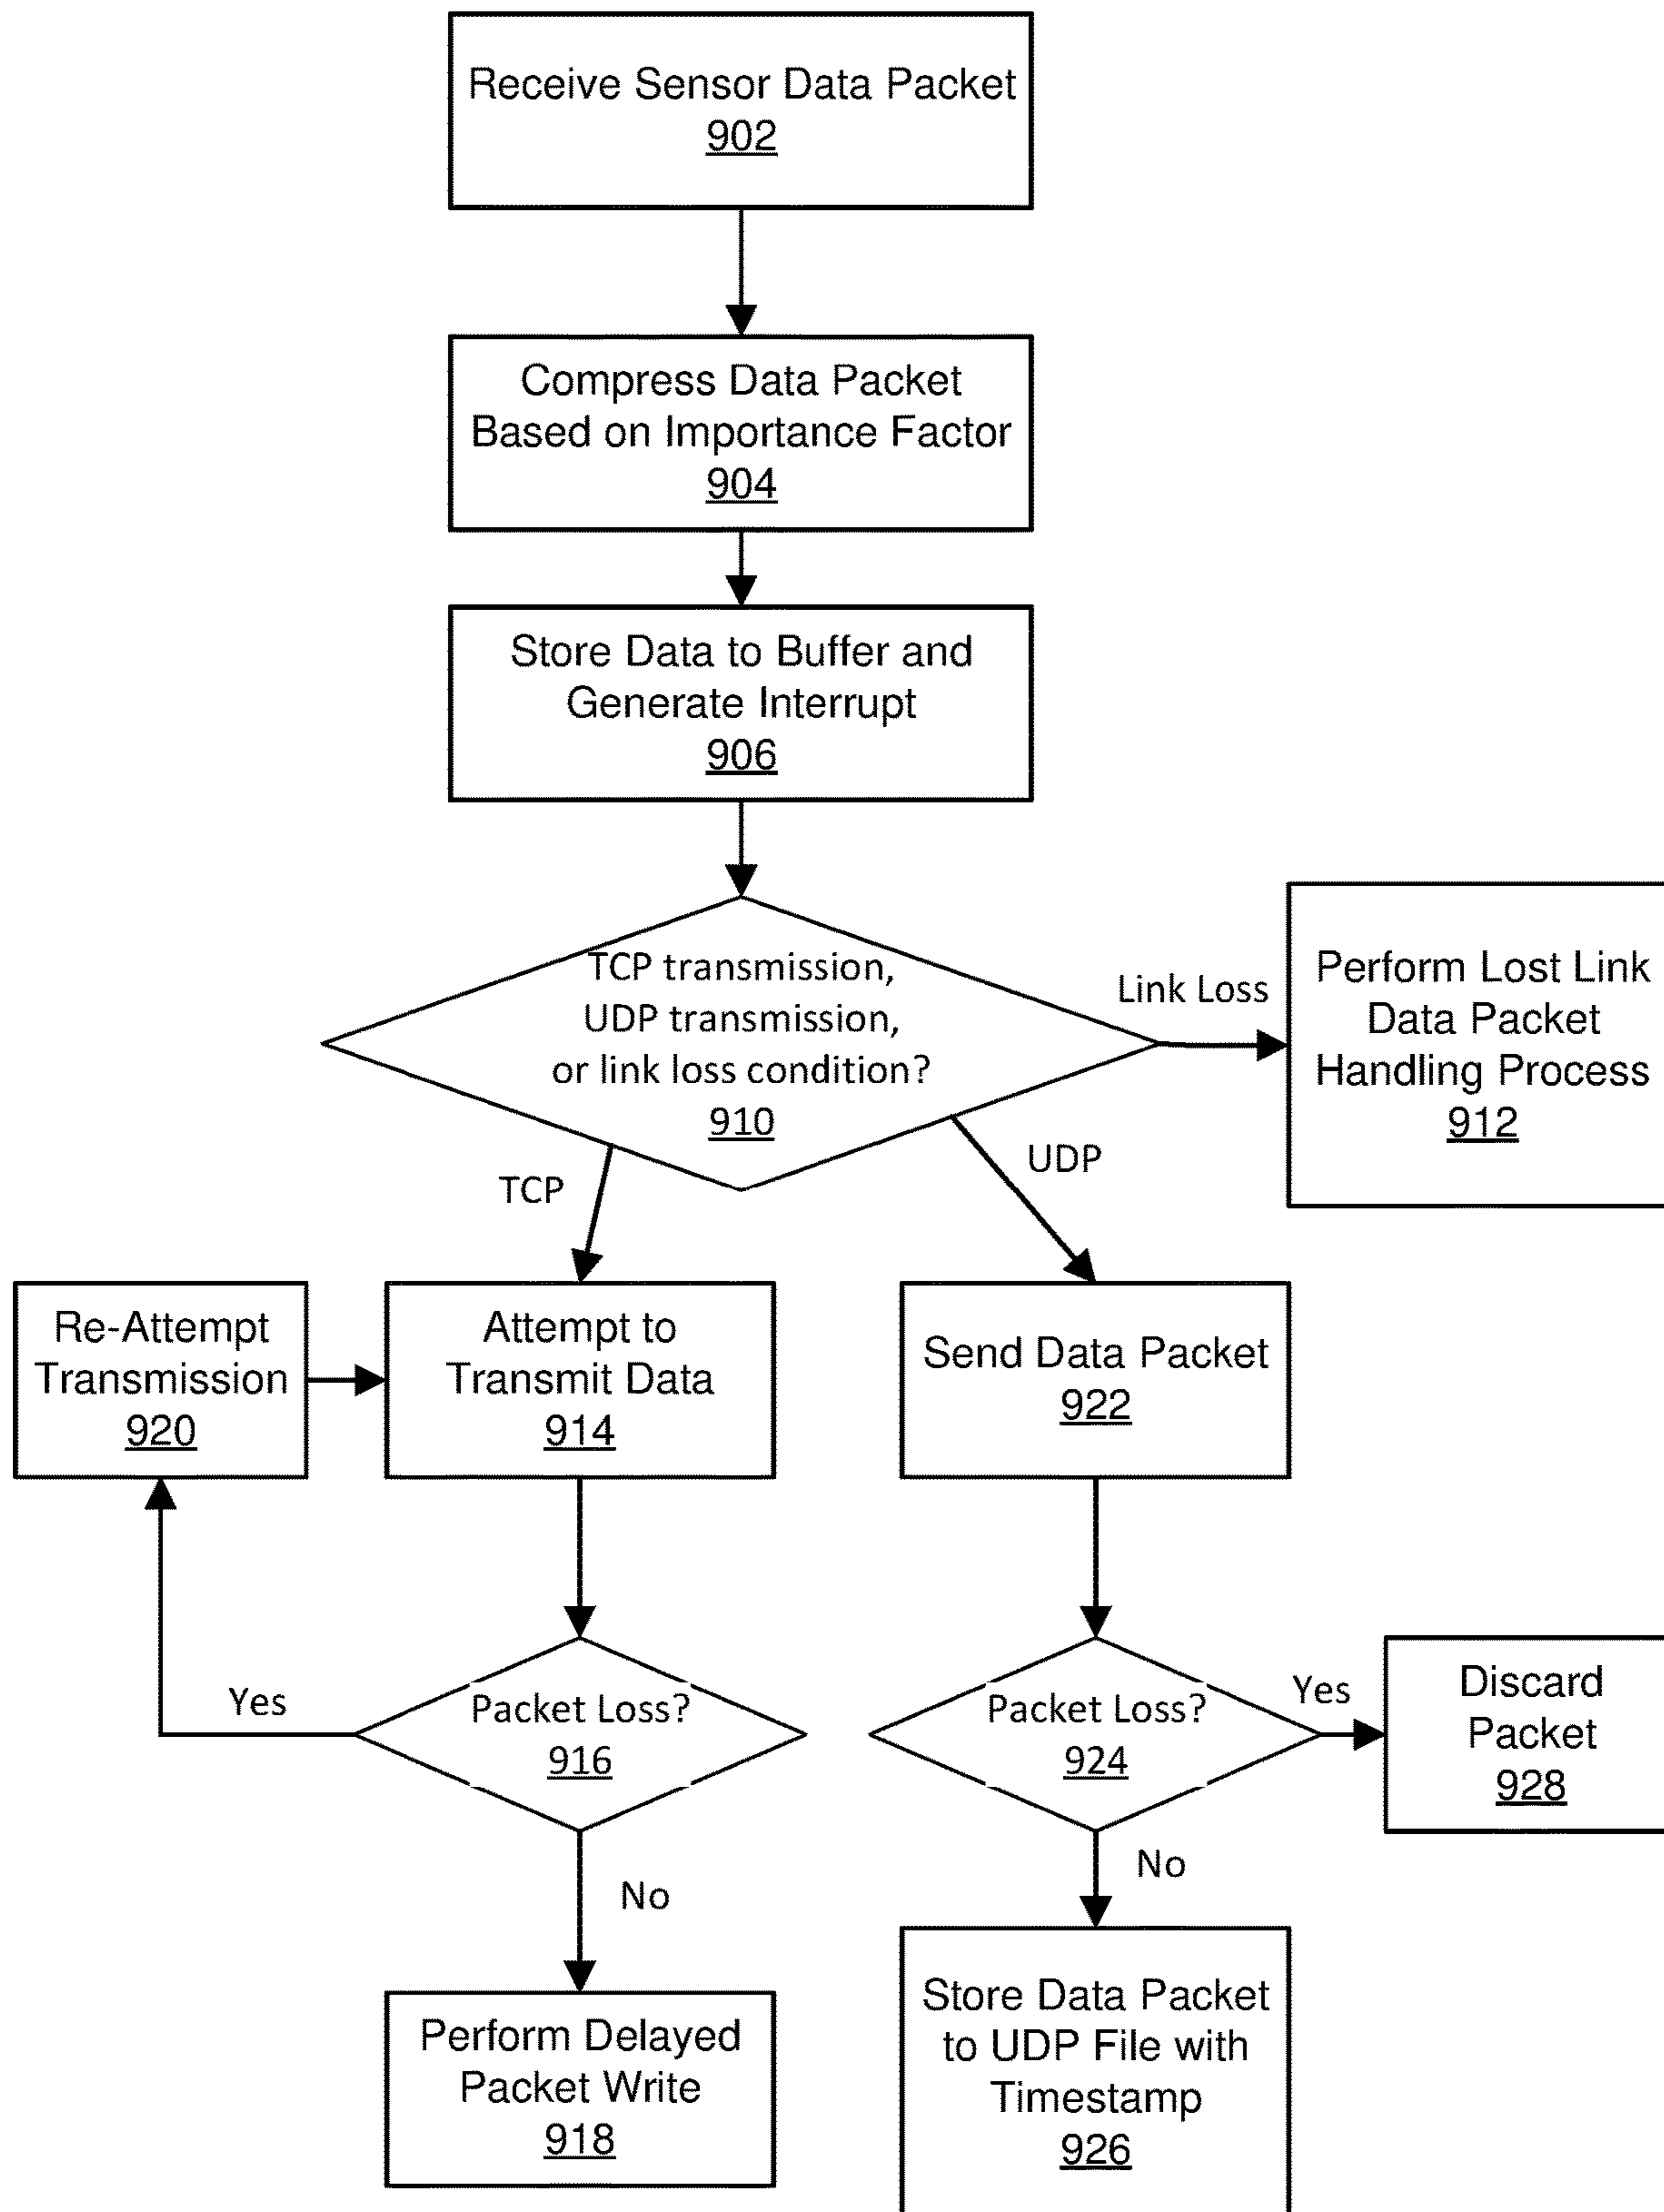 Receive Sensor Data Packet
902
Compress Data Packet
Based on Importance Factor
904
Store Data to Buffer and
Generate Interrupt
906
TCP transmission,
UDP transmission,
or link loss condition?
910
Link Loss
Perform Lost Link
Data Packet
Handling Process
912
TCP
UDP
Re-Attempt
Transmission
920
Attempt to
Transmit Data
914
Send Data Packet
922
Yes
Packet Loss?
916
Packet Loss?
924
Yes
Discard
Packet
928
No
No
Perform Delayed
Packet Write
918
Store Data Packet
to UDP File with
Timestamp
926